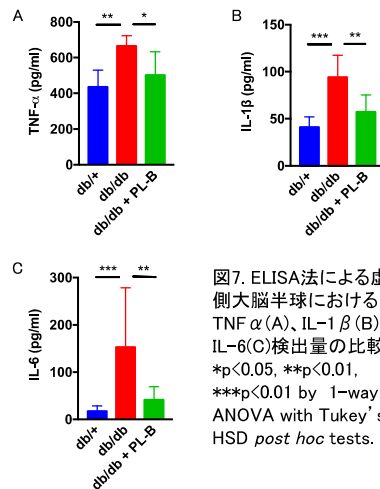 A
B
** *
*** **
TNF-α (pg/ml)
800
600
400
200
0
db/+
db/db
db/db + PL-B
IL-1β (pg/ml)
150
100
50
0
db/+
db/db
db/db + PL-B
C
*** **
IL-6 (pg/ml)
300
200
100
0
db/+
db/db
db/db + PL-B
図7. ELISA法による虚
側大脳半球における
TNFα(A)、IL-1β(B)
IL-6(C)検出量の比較
*p<0.05, **p<0.01,
***p<0.01 by 1-way
ANOVA with Tukey's
HSD post hoc tests.